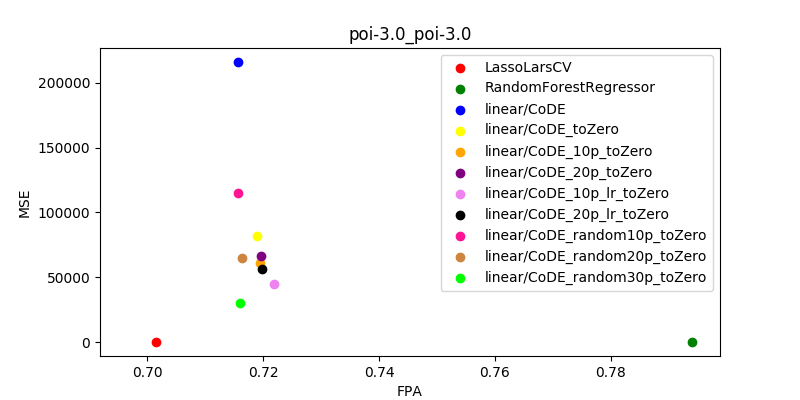 poi-3.0_poi-3.0
MSE
200000
150000
100000
50000
0
LassoLarsCV
RandomForestRegressor
linear/CoDE
linear/CoDE_toZero
linear/CoDE_10p_toZero
linear/CoDE_20p_toZero
linear/CoDE_10p_lr_toZero
linear/CoDE_20p_lr_toZero
linear/CoDE_random10p_toZero
linear/CoDE_random20p_toZero
linear/CoDE_random30p_toZero
0.70 0.72 0.74 0.76 0.78
FPA